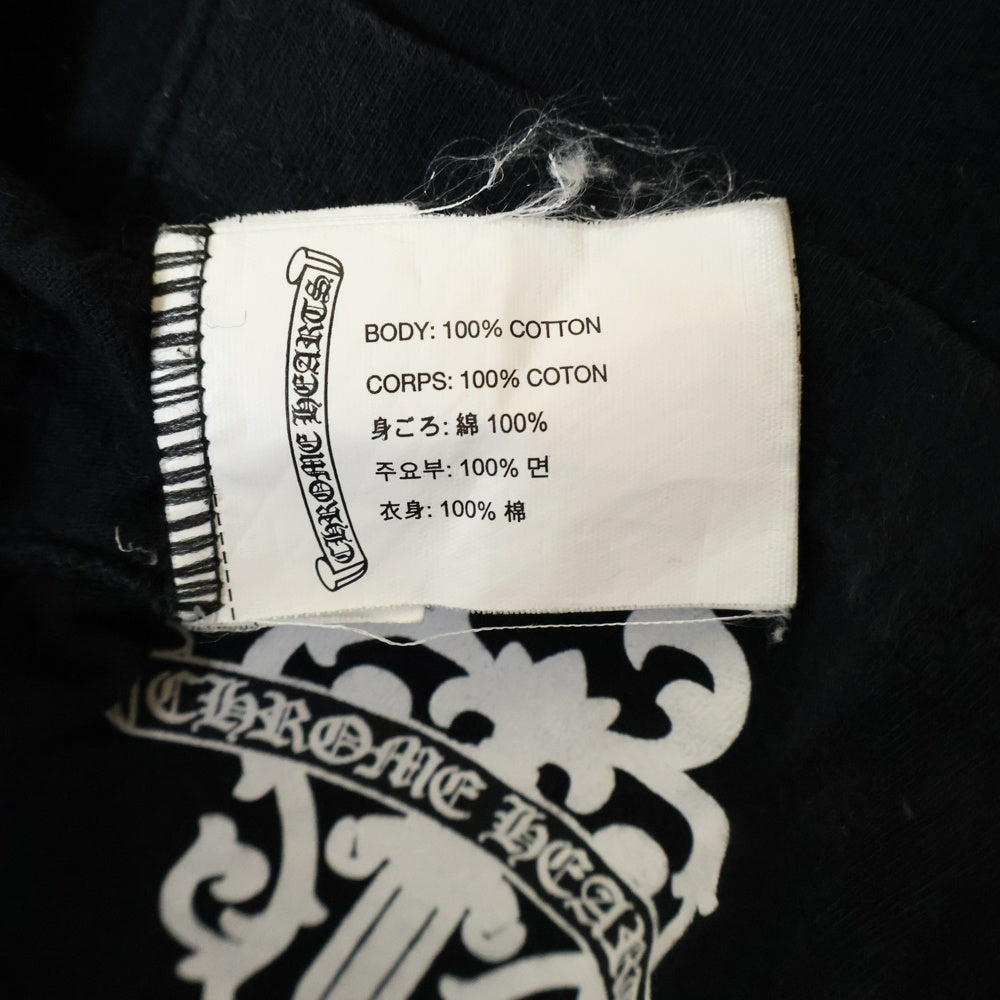 CHROME HEARTS
BODY: 100% COTTON
CORPS: 100% COTON
身ごろ: 綿 100%
주요부: 100% 면
衣身: 100% 棉
CHROME HEAR